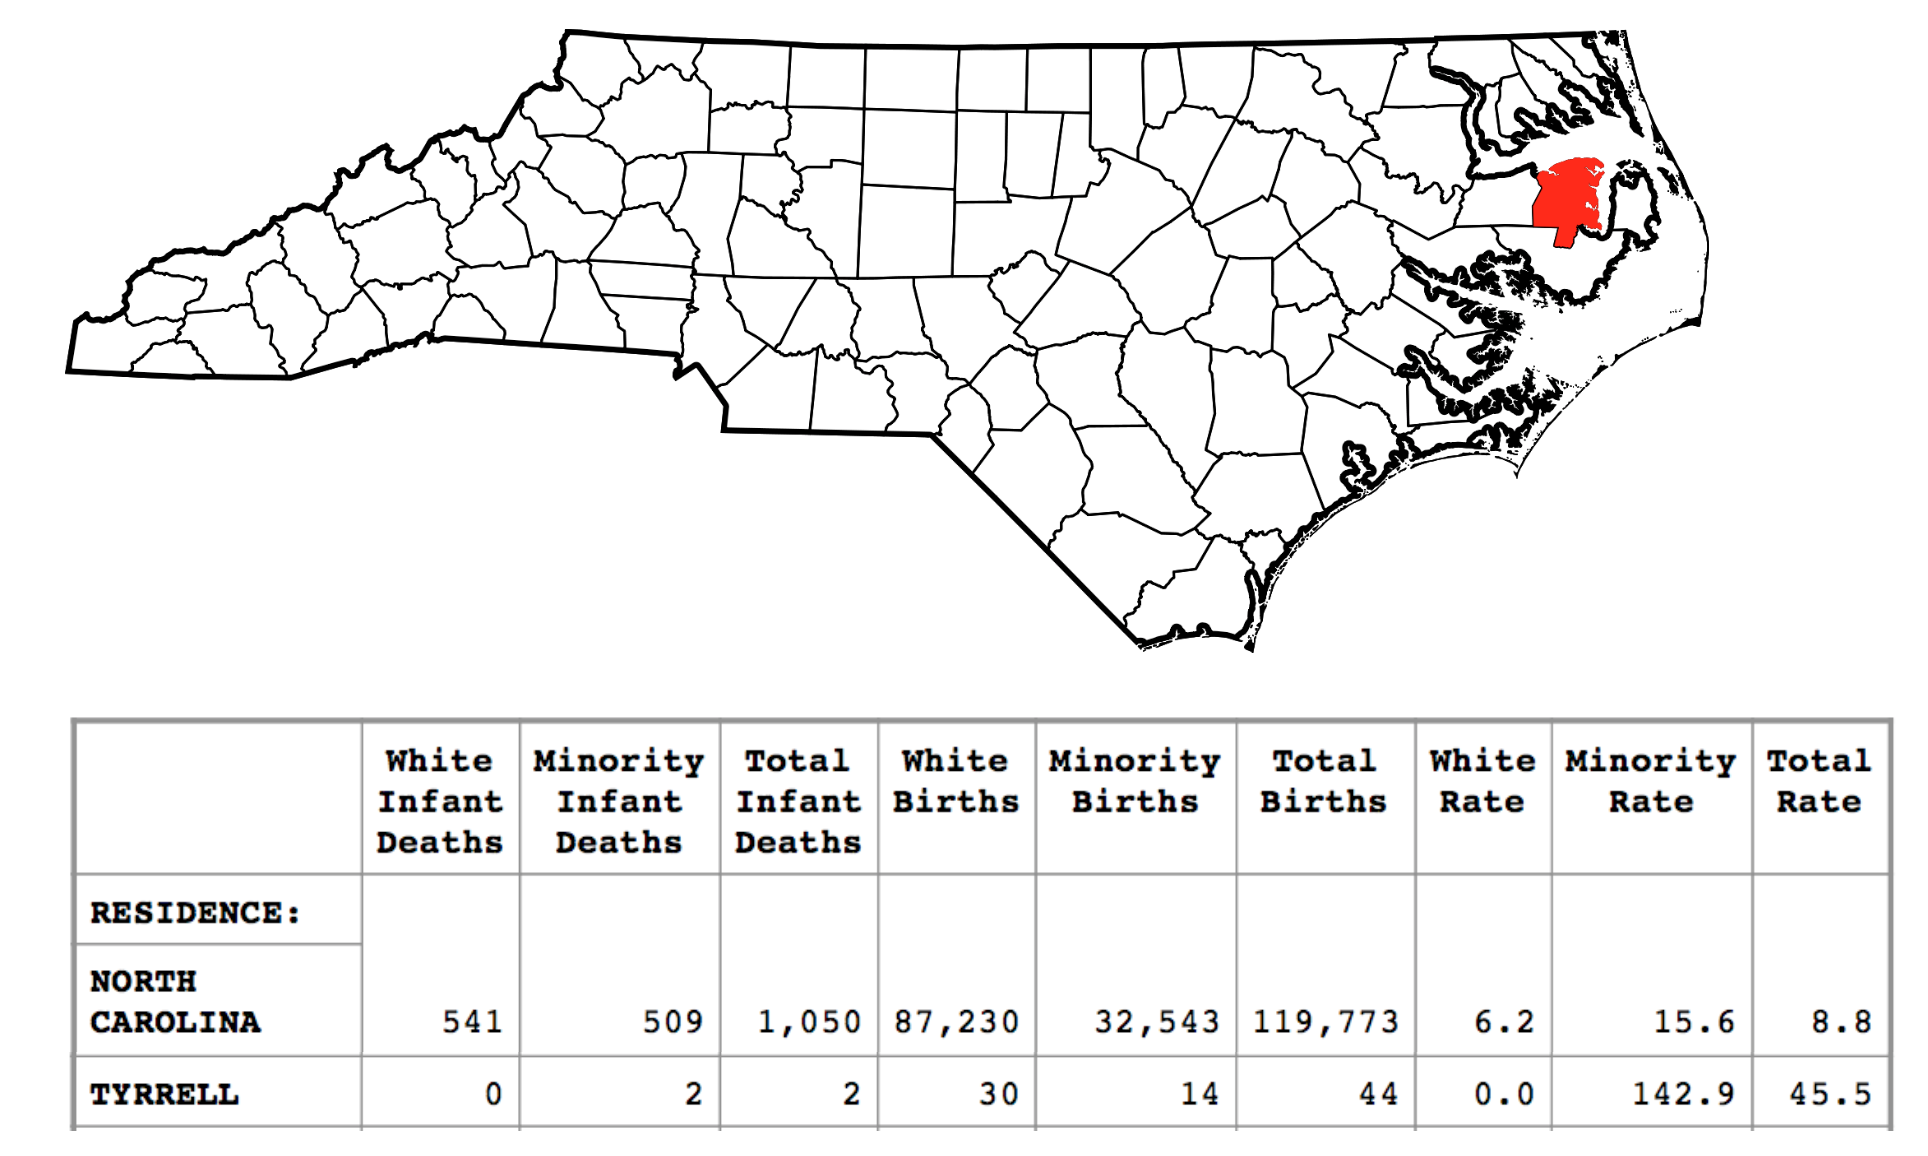 White Infant Deaths
Minority Infant Deaths
Total Infant Deaths
White Births
Minority Births
Total Births
White Rate
Minority Rate
Total Rate
RESIDENCE:
NORTH CAROLINA 541 509 1,050 87,230 32,543 119,773 6.2 15.6 8.8
TYRRELL 0 2 2 30 14 44 0.0 142.9 45.5